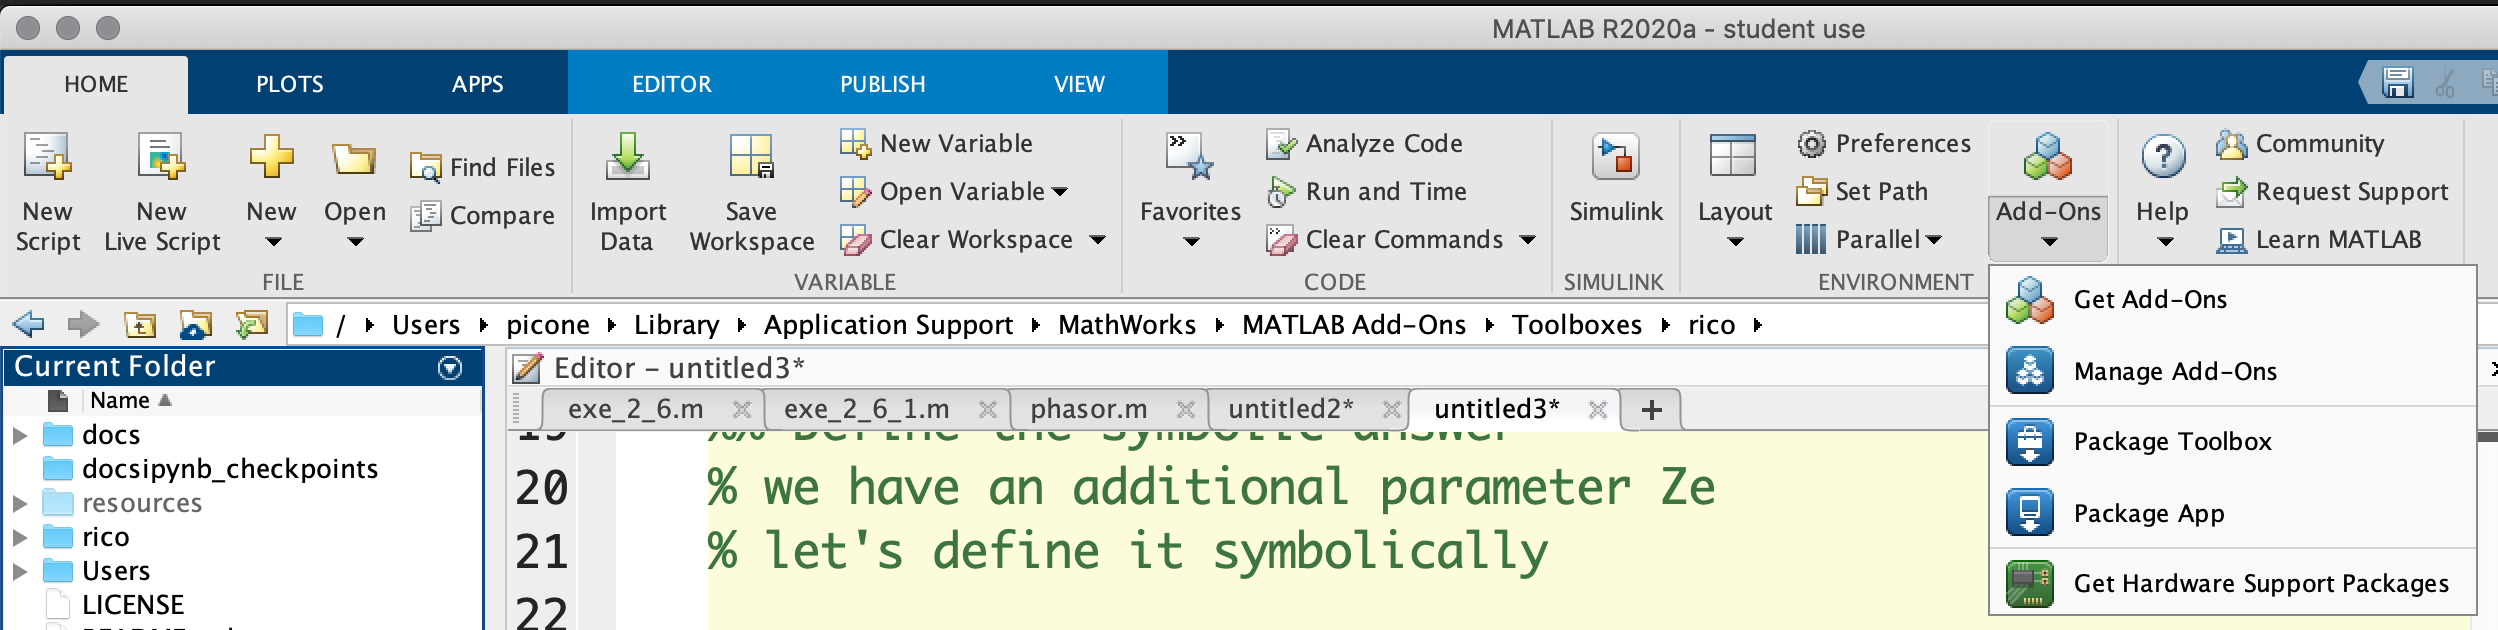 MATLAB R2020a - student use
HOME PLOTS APPS EDITOR PUBLISH VIEW
New Script
New Live Script
New
Open
Find Files
Compare
FILE
Import Data
Save Workspace
New Variable
Open Variable
Clear Workspace
VARIABLE
Favorites
Analyze Code
Run and Time
Clear Commands
CODE
Simulink
SIMULINK
Layout
Preferences
Set Path
Parallel
Add-Ons
ENVIRONMENT
?
Help
Community
Request Support
Learn MATLAB
Get Add-Ons
Manage Add-Ons
Package Toolbox
Package App
Get Hardware Support Packages
/ Users picone Library Application Support MathWorks MATLAB Add-Ons Toolboxes rico
Current Folder
Name
docs
docsipynb_checkpoints
resources
rico
Users
LICENSE
Editor - untitled3*
exe_2_6.m exe_2_6_1.m phasor.m untitled2* untitled3* +
19 %% Define the symbolic answer
20 % we have an additional parameter Ze
21 % let's define it symbolically
22